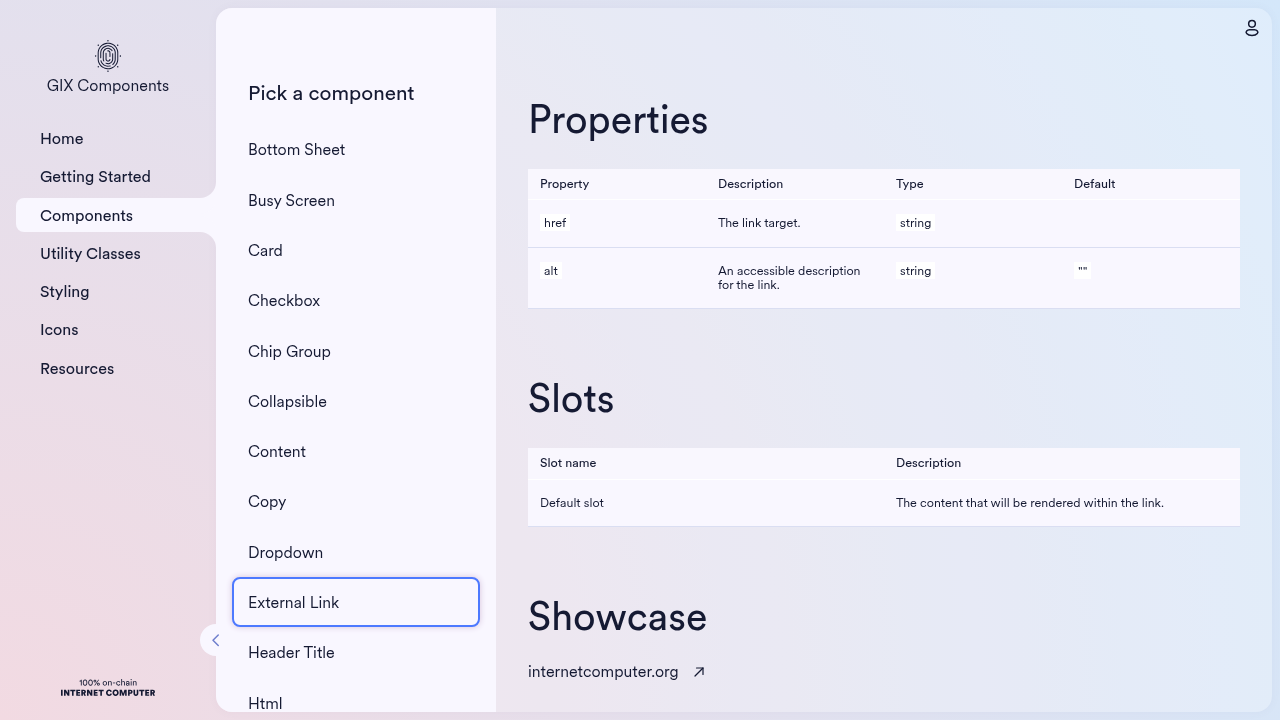 GIX Components
Home
Getting Started
Components
Utility Classes
Styling
Icons
Resources
100% on-chain
INTERNET COMPUTER
Pick a component
Bottom Sheet
Busy Screen
Card
Checkbox
Chip Group
Collapsible
Content
Copy
Dropdown
External Link
Header Title
Html
Properties
Property Description Type Default
href The link target. string
alt An accessible description string ""
for the link.
Slots
Slot name Description
Default slot The content that will be rendered within the link.
Showcase
internetcomputer.org